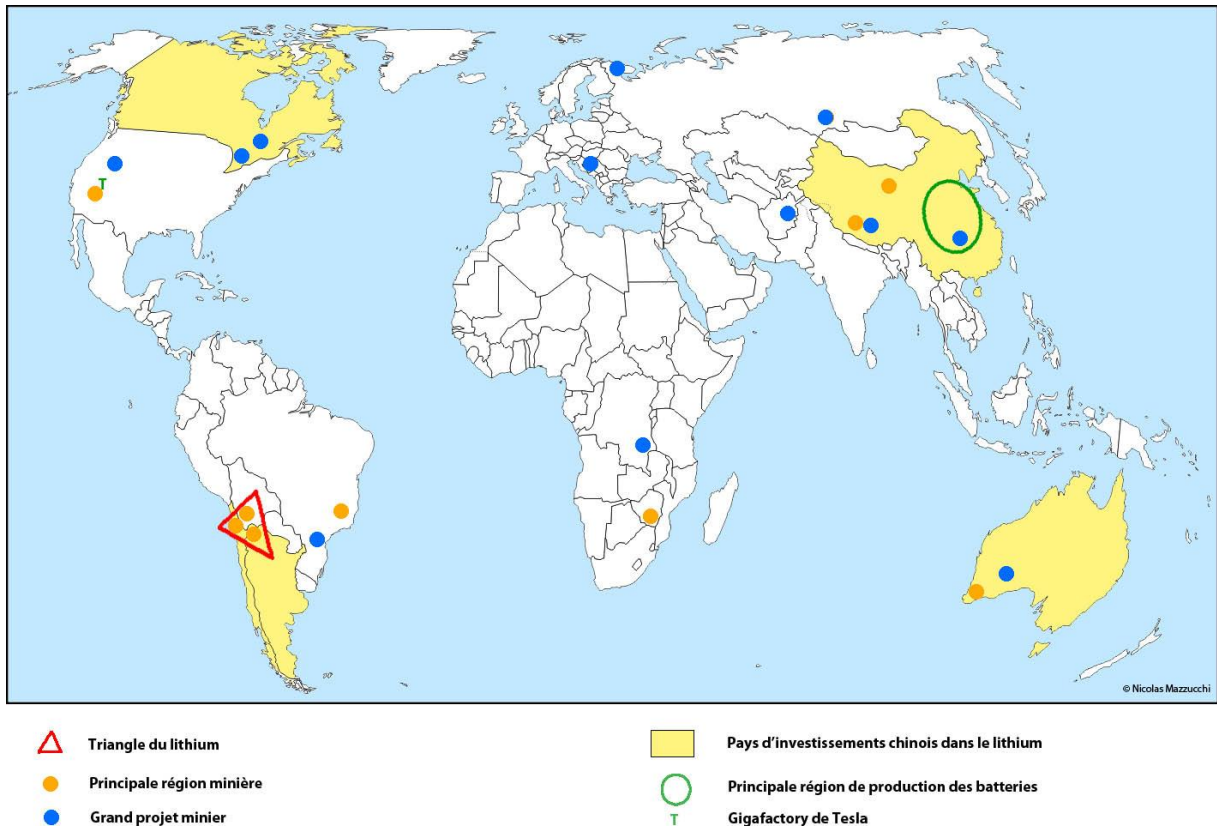 T
© Nicolas Mazzucchi
Triangle du lithium
Principale région minière
Grand projet minier
Pays d'investissements chinois dans le lithium
Principale région de production des batteries
T Gigafactory de Tesla